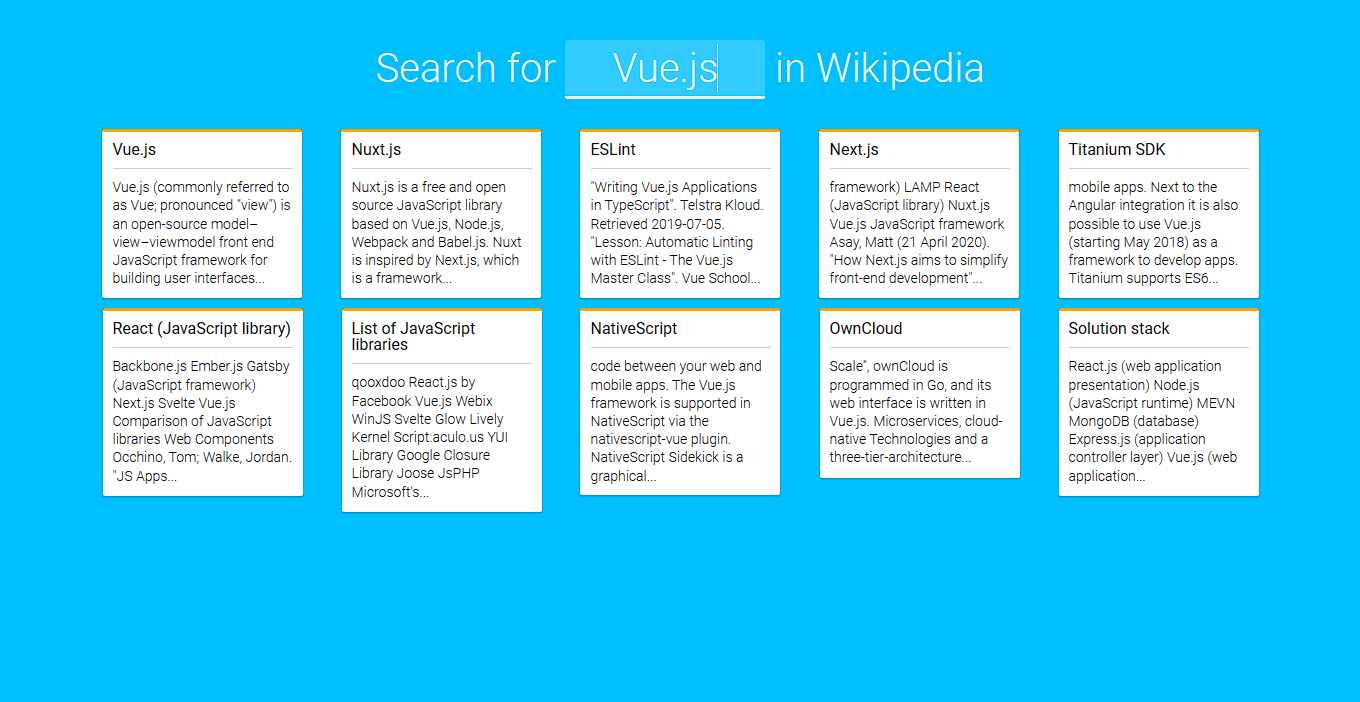 Search for Vue.js in Wikipedia
Vue.js
Vue.js (commonly referred to
as Vue; pronounced "view") is
an open-source model–
view–viewmodel front end
JavaScript framework for
building user interfaces...
Nuxt.js
Nuxt.js is a free and open
source JavaScript library
based on Vue.js, Node.js,
Webpack and Babel.js. Nuxt
is inspired by Next.js, which
is a framework...
ESLint
"Writing Vue.js Applications
in TypeScript". Telstra Kloud.
Retrieved 2019-07-05.
"Lesson: Automatic Linting
with ESLint - The Vue.js
Master Class". Vue School...
Next.js
framework) LAMP React
(JavaScript library) Nuxt.js
Vue.js JavaScript framework
Asay, Matt (21 April 2020).
"How Next.js aims to simplify
front-end development"...
Titanium SDK
mobile apps. Next to the
Angular integration it is also
possible to use Vue.js
(starting May 2018) as a
framework to develop apps.
Titanium supports ES6...
React (JavaScript library)
Backbone.js Ember.js Gatsby
(JavaScript framework)
Next.js Svelte Vue.js
Comparison of JavaScript
libraries Web Components
Occhino, Tom; Walke, Jordan.
"JS Apps...
List of JavaScript
libraries
qooxdoo React.js by
Facebook Vue.js Webix
WinJS Svelte Glow Lively
Kernel Script.aculo.us YUI
Library Google Closure
Library Joose JsPHP
Microsoft's...
NativeScript
code between your web and
mobile apps. The Vue.js
framework is supported in
NativeScript via the
nativescript-vue plugin.
NativeScript Sidekick is a
graphical...
OwnCloud
Scale", ownCloud is
programmed in Go, and its
web interface is written in
Vue.js. Microservices, cloud-
native Technologies and a
three-tier-architecture...
Solution stack
React.js (web application
presentation) Node.js
(JavaScript runtime) MEVN
MongoDB (database)
Express.js (application
controller layer) Vue.js (web
application...